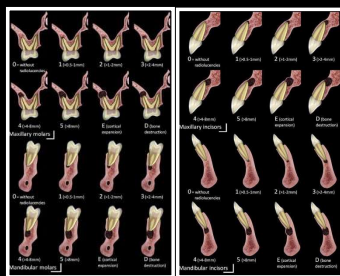 0 = without radiolucencies
1 (>0.5-1mm)
2 (>1-2mm)
3 (>2-4mm)
4 (>4-8mm)
5 (>8mm)
E (cortical expansion)
D (bone destruction)
Maxillary molars
0 = without radiolucencies
1 (>0.5-1mm)
2 (>1-2mm)
3 (>2-4mm)
4 (>4-8mm)
5 (>8mm)
E (cortical expansion)
D (bone destruction)
Mandibular molars
0 = without radiolucencies
1 (>0.5-1mm)
2 (>1-2mm)
3 (>2-4mm)
4 (>4-8mm)
5 (>8mm)
E (cortical expansion)
D (bone destruction)
Maxillary incisors
0 = without radiolucencies
1 (>0.5-1mm)
2 (>1-2mm)
3 (>2-4mm)
4 (>4-8mm)
5 (>8mm)
E (cortical expansion)
D (bone destruction)
Mandibular incisors